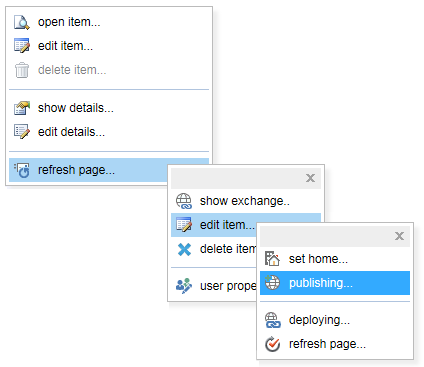 open item...
edit item...
delete item...
show details...
edit details...
refresh page...
show exchange..
edit item...
delete item
user prope
set home...
publishing...
deploying...
refresh page...